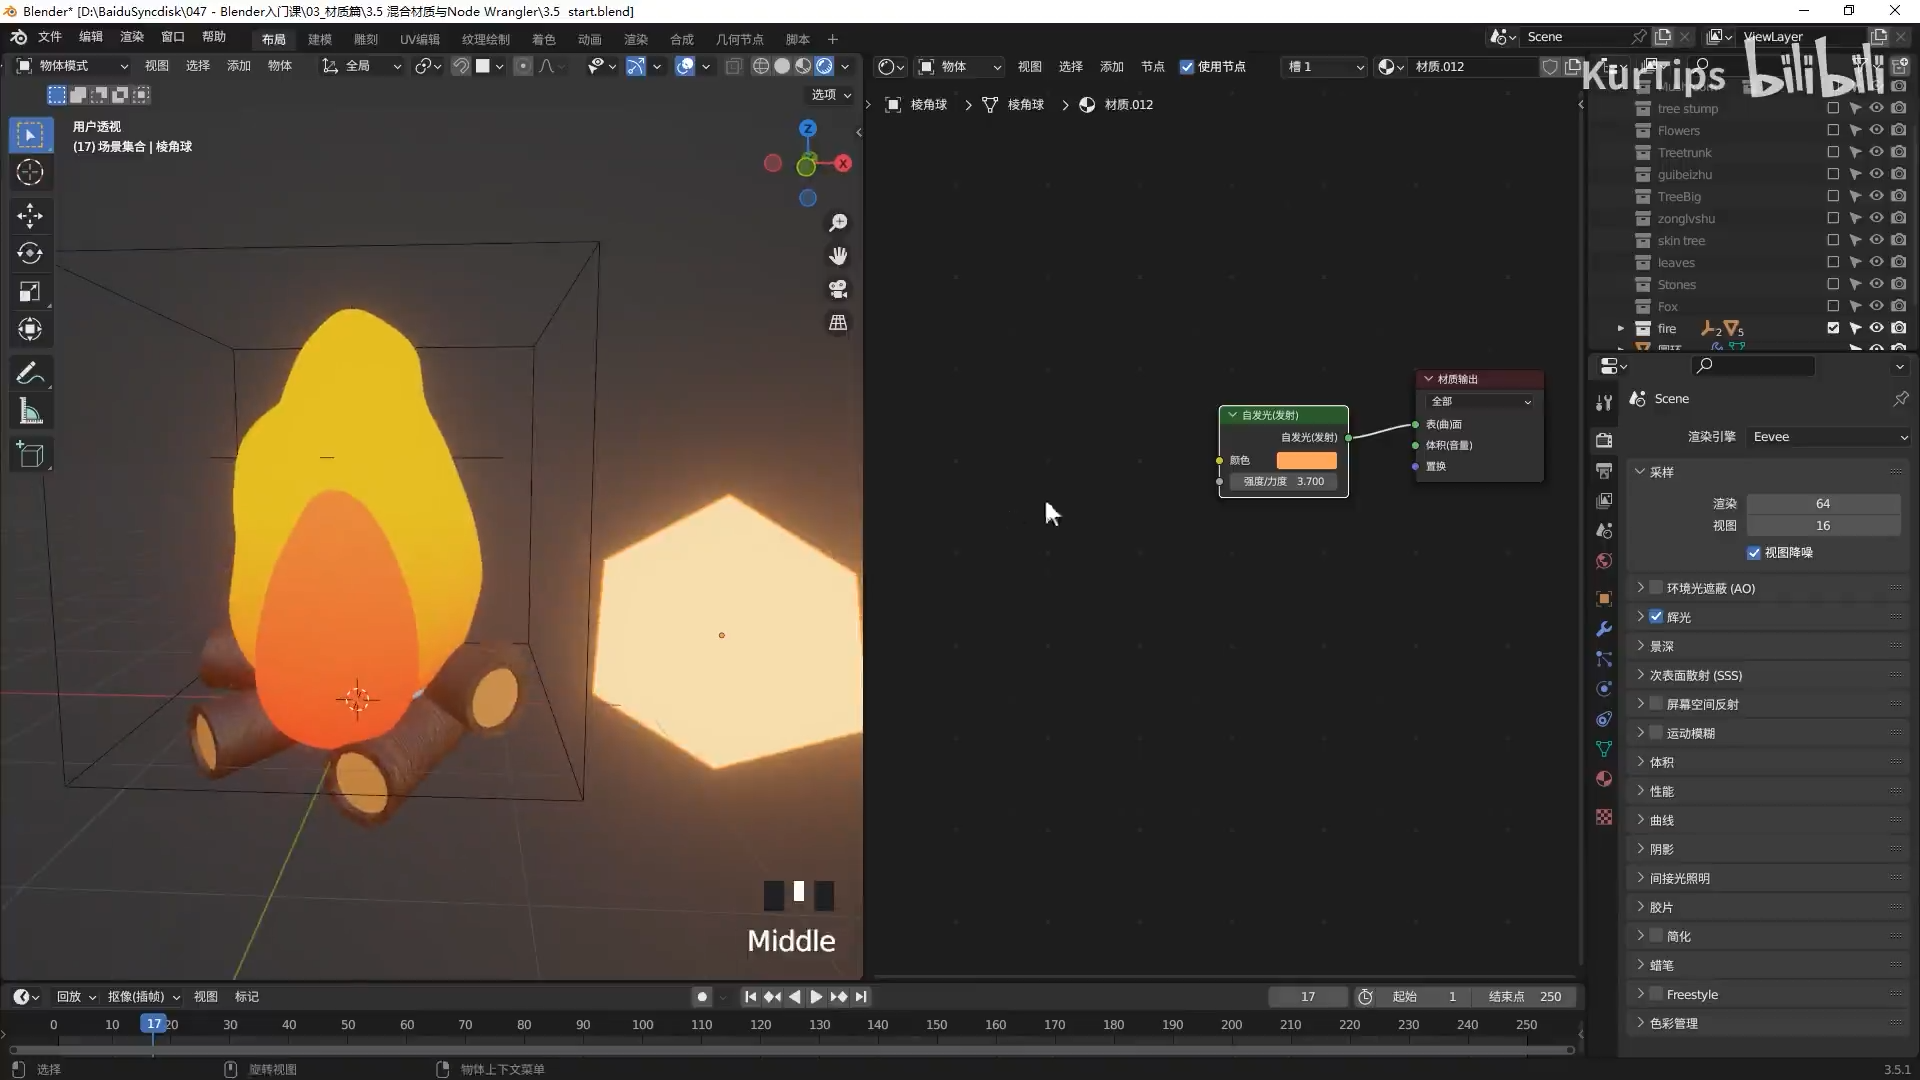 Blender* [D:\BaiduSyncdisk\047 - Blender入门课\03_材质篇\3.5 混合材质与Node Wrangler\3.5  start.blend]
文件 编辑 渲染 窗口 帮助 布局 建模 雕刻 UV编辑 纹理绘制 着色 动画 渲染 合成 几何节点 脚本 + Scene ViewLayer
物体模式 视图 选择 添加 物体 全局
物体 视图 选择 添加 节点 使用节点 槽 1 材质.012
KurTips bilibili
选项
棱角球 > 棱角球 > 材质.012
用户透视
(17) 场景集合 | 棱角球
Z
X
tree stump
Flowers
Treetrunk
guibeizhu
TreeBig
zonglvshu
skin tree
leaves
Stones
Fox
fire 2 5
材质输出
全部
表(曲)面
体积(音量)
置换
自发光(发射)
自发光(发射)
颜色
强度/力度 3.700
Scene
渲染引擎 Eevee
采样
渲染 64
视图 16
视图降噪
环境光遮蔽 (AO)
辉光
景深
次表面散射 (SSS)
屏幕空间反射
运动模糊
体积
性能
曲线
阴影
间接光照明
胶片
简化
蜡笔
Freestyle
色彩管理
Middle
回放 抠像(插帧) 视图 标记 17 起始 1 结束点 250
0 10 17 20 30 40 50 60 70 80 90 100 110 120 130 140 150 160 170 180 190 200 210 220 230 240 250
选择 旋转视图 物体上下文菜单 3.5.1